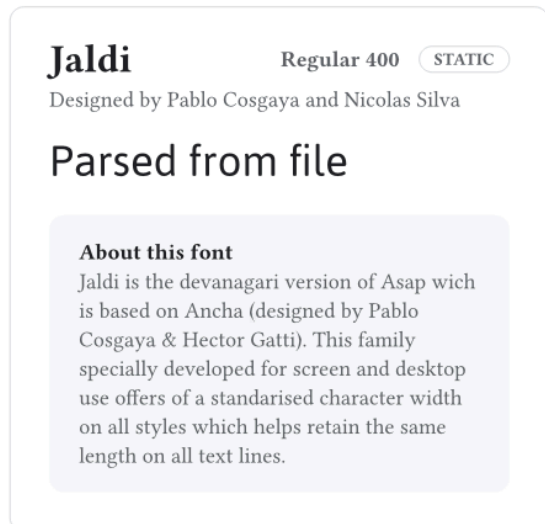 Jaldi
Regular 400
STATIC
Designed by Pablo Cosgaya and Nicolas Silva
Parsed from file
About this font
Jaldi is the devanagari version of Asap wich
is based on Ancha (designed by Pablo
Cosgaya & Hector Gatti). This family
specially developed for screen and desktop
use offers of a standarised character width
on all styles which helps retain the same
length on all text lines.